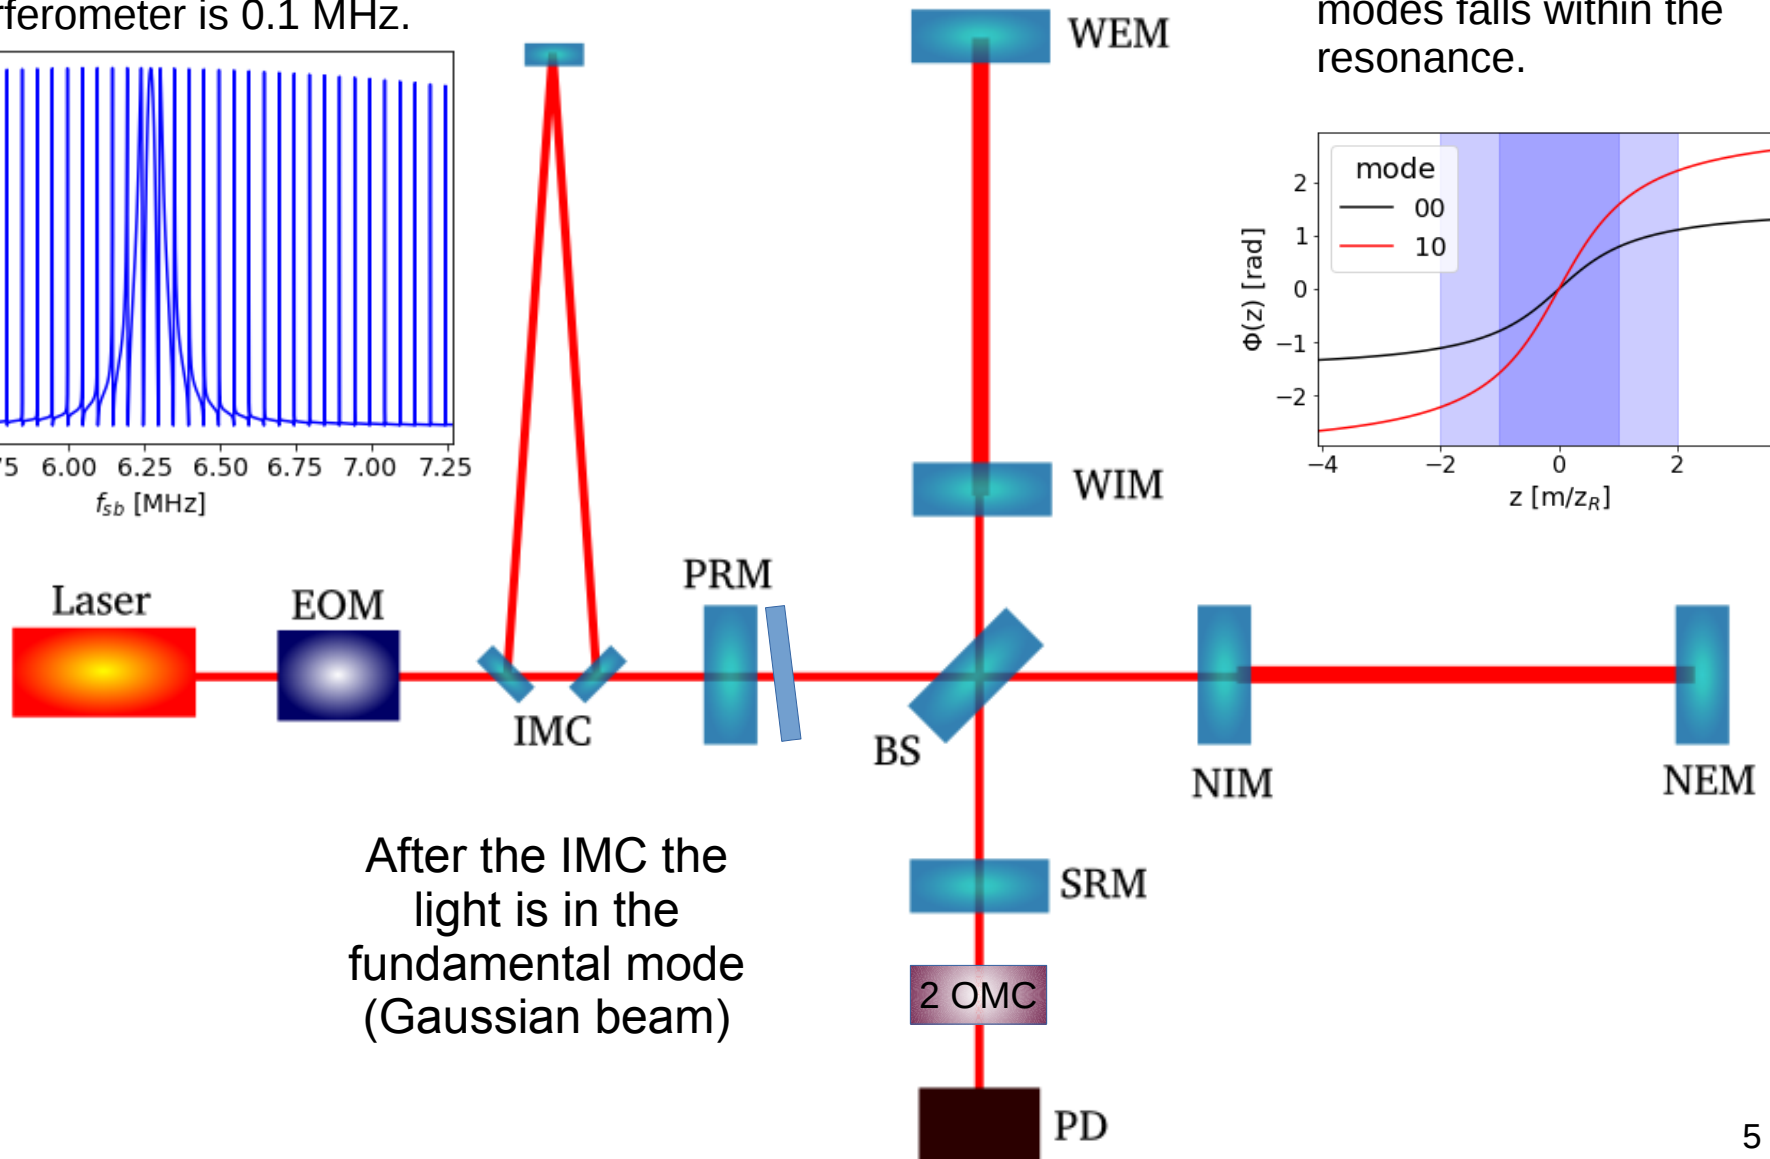 rferometer is 0.1 MHz.
modes falls within the
resonance.
WEM
6.00 6.25 6.50 6.75 7.00 7.25
f_sb [MHz]
mode
00
10
2
1
0
−1
−2
Φ(z) [rad]
−4 −2 0 2
z [m/z_R]
WIM
Laser
EOM
PRM
IMC
BS
NIM
NEM
After the IMC the
light is in the
fundamental mode
(Gaussian beam)
SRM
2 OMC
PD
5